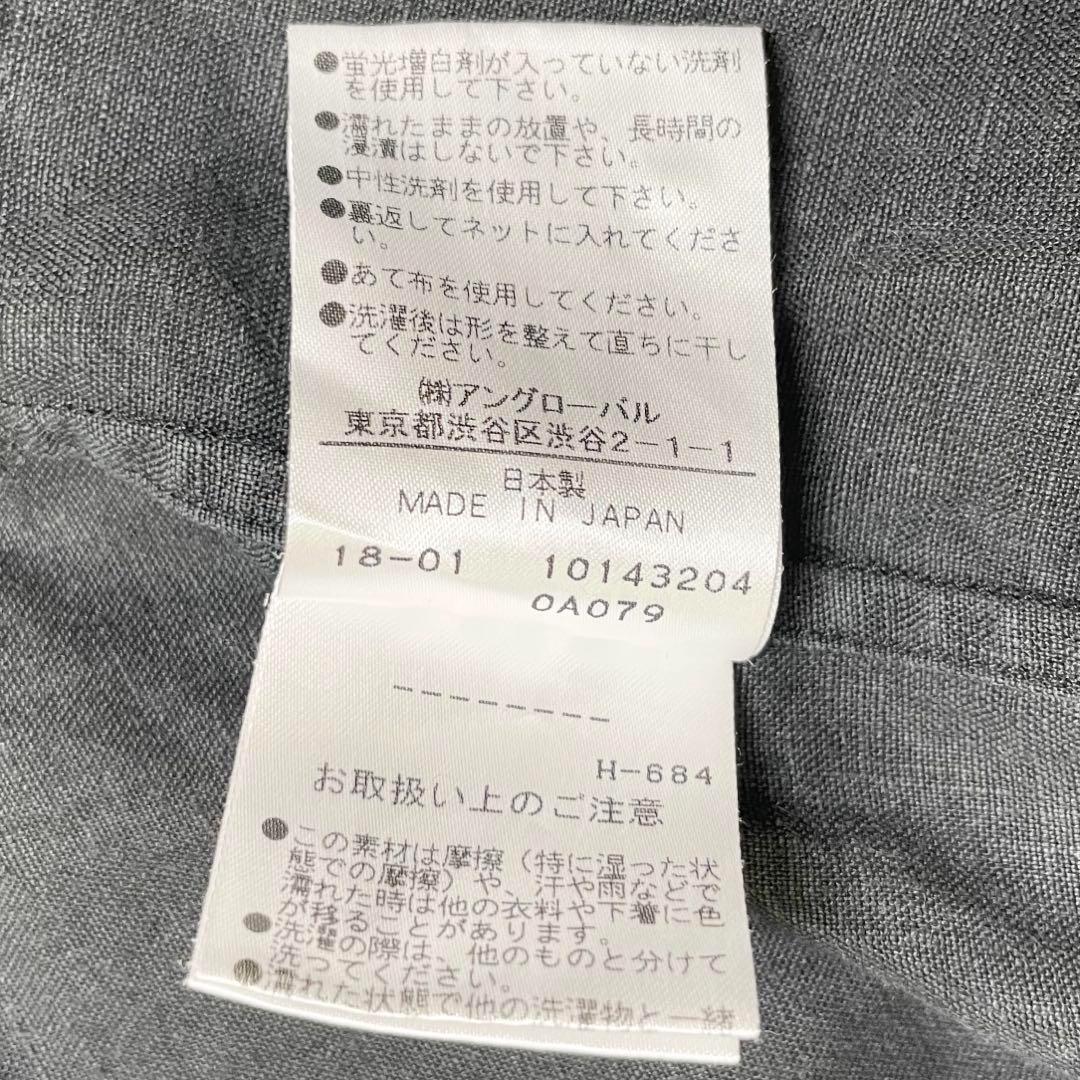 ●蛍光増白剤が入っていない洗剤
を使用して下さい。
●濡れたままの放置や、長時間の
浸漬はしないで下さい。
●中性洗剤を使用して下さい。
●裏返してネットに入れてくださ
い。
●あて布を使用してください。
●洗濯後は形を整えて直ちに干し
てください。
(株)アングローバル
東京都渋谷区渋谷2-1-1
日本製
MADE IN JAPAN
18-01 10143204
0A079
--------
H-684
お取扱い上のご注意
●この素材は摩擦(特に湿った状
態での摩擦)や、汗や雨などで
濡れた時は他の衣料や下着に色
が移ることがあります。
●洗濯の際は、他のものと分けて
洗ってください。
●濡れた状態で他の洗濯物と一緒